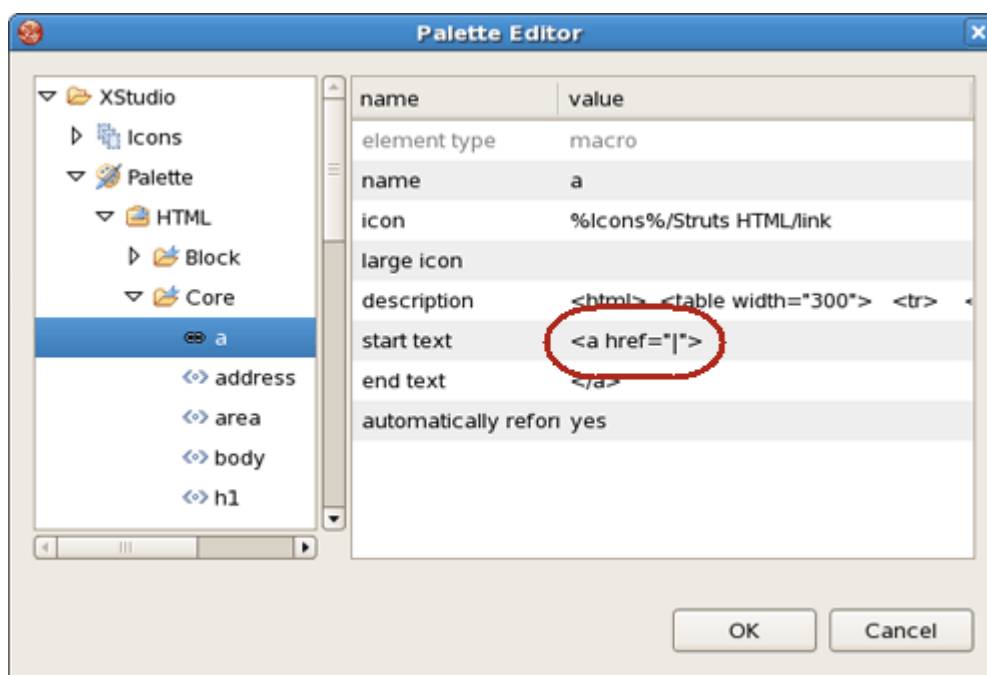 Palette Editor
XStudio
Icons
Palette
HTML
Block
Core
a
address
area
body
h1
name value
element type macro
name a
icon %Icons%/Struts HTML/link
large icon
description <html> <table width="300"> <tr> <
start text <a href="|">
end text </a>
automatically refor yes
OK Cancel